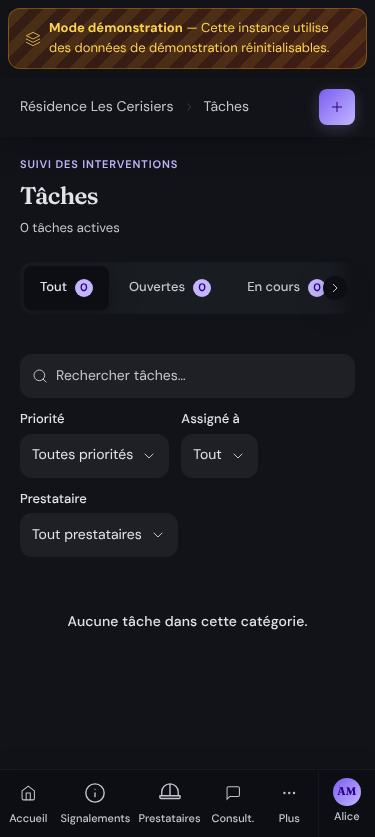 Mode démonstration — Cette instance utilise
des données de démonstration réinitialisables.
Résidence Les Cerisiers > Tâches
+
SUIVI DES INTERVENTIONS
Tâches
0 tâches actives
Tout 0 Ouvertes 0 En cours 0
Rechercher tâches...
Priorité Assigné à
Toutes priorités Tout
Prestataire
Tout prestataires
Aucune tâche dans cette catégorie.
AM
Accueil Signalements Prestataires Dconsult. Plus Alice